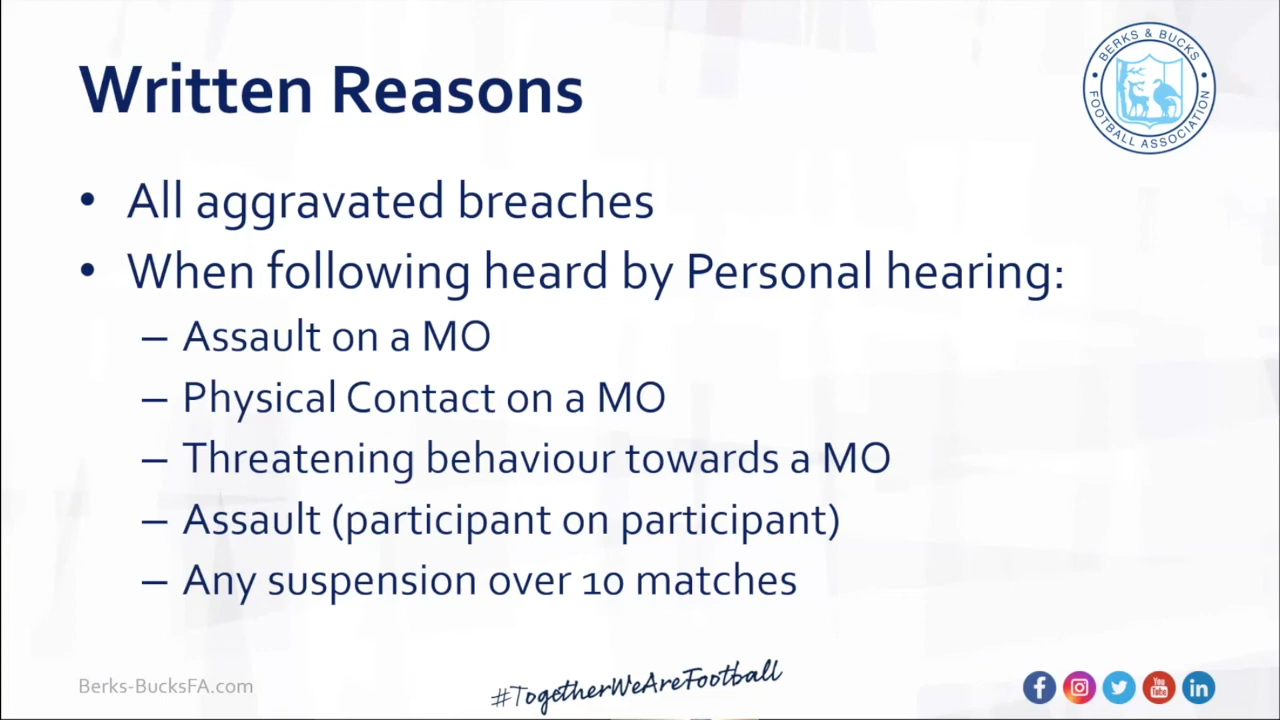 Written Reasons
BERKS & BUCKS
FOOTBALL ASSOCIATION
• All aggravated breaches
• When following heard by Personal hearing:
– Assault on a MO
– Physical Contact on a MO
– Threatening behaviour towards a MO
– Assault (participant on participant)
– Any suspension over 10 matches
Berks-BucksFA.com
#TogetherWeAreFootball
You Tube